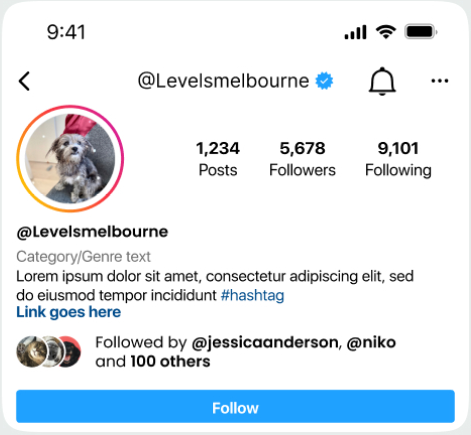 9:41
@Levelsmelbourne
1,234 5,678 9,101
Posts Followers Following
@Levelsmelbourne
Category/Genre text
Lorem ipsum dolor sit amet, consectetur adipiscing elit, sed
do eiusmod tempor incididunt #hashtag
Link goes here
Followed by @jessicaanderson, @niko
and 100 others
Follow